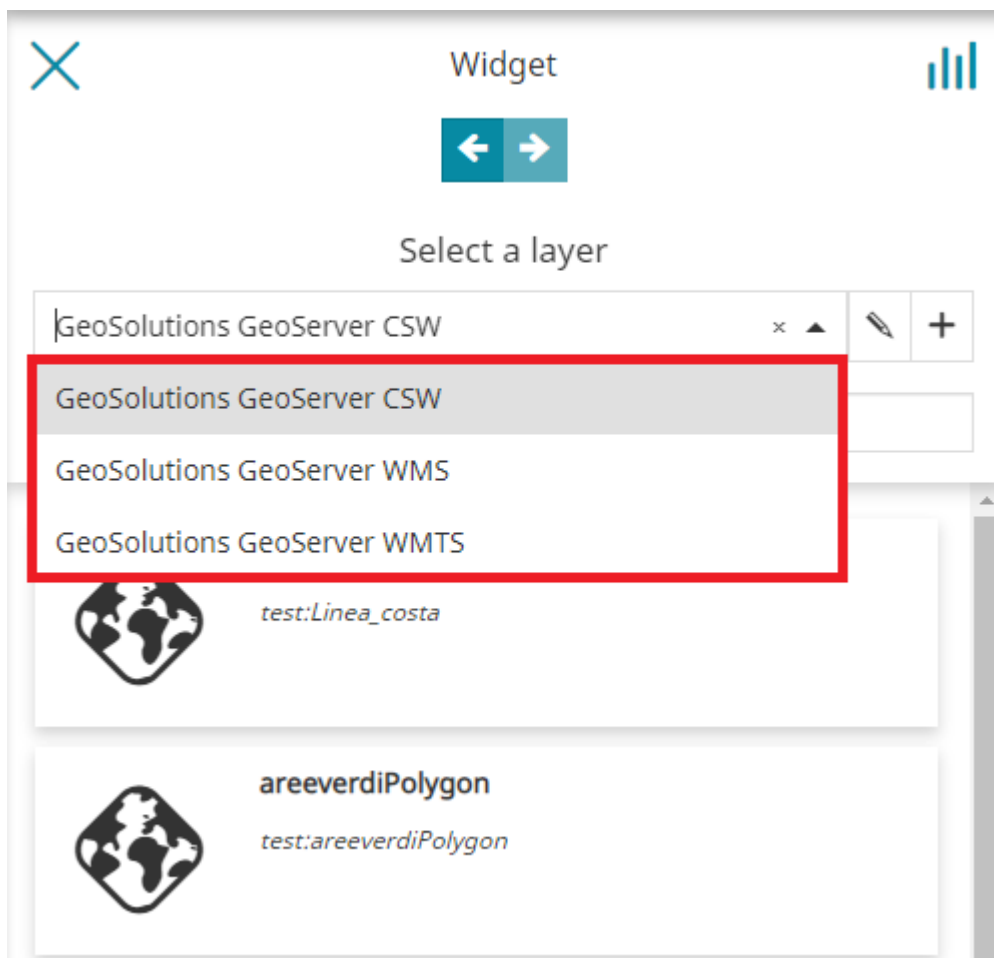 Widget
Select a layer
GeoSolutions GeoServer CSW
GeoSolutions GeoServer CSW
GeoSolutions GeoServer WMS
GeoSolutions GeoServer WMTS
test:Linea_costa
areeverdiPolygon
test:areeverdiPolygon